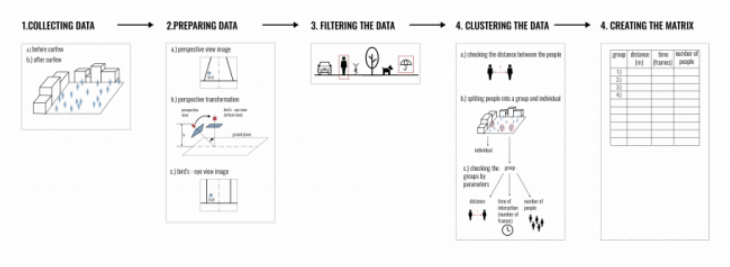 1.COLLECTING DATA
2.PREPARING DATA
3. FILTERING THE DATA
4. CLUSTERING THE DATA
4. CREATING THE MATRIX
a.) before curfew
b.) after curfew
a.) perspective view image
b.) perspective transformation
perspective view
bird's - eye view
(virtual view)
ground plane
c.) bird's - eye view image
a.) checking the distance between the people
b.) spliting people into a group and individual
individual
group
c.) checking the
groups by
parameters
distance
time of
interaction
(number of
frames)
number of
people
group
distance
(m)
time
(frames)
number of
people
1)
2)
3)
4)